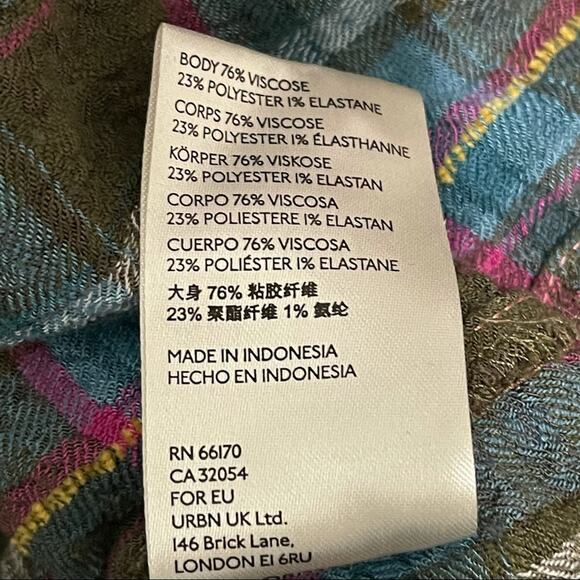 BODY 76% VISCOSE
23% POLYESTER 1% ELASTANE
CORPS 76% VISCOSE
23% POLYESTER 1% ÉLASTHANNE
KÖRPER 76% VISKOSE
23% POLYESTER 1% ELASTAN
CORPO 76% VISCOSA
23% POLIESTERE 1% ELASTAN
CUERPO 76% VISCOSA
23% POLIÉSTER 1% ELASTANE
大身 76% 粘胶纤维
23% 聚酯纤维 1% 氨纶
MADE IN INDONESIA
HECHO EN INDONESIA
RN 66170
CA 32054
FOR EU
URBN UK Ltd.
146 Brick Lane,
LONDON E1 6RU